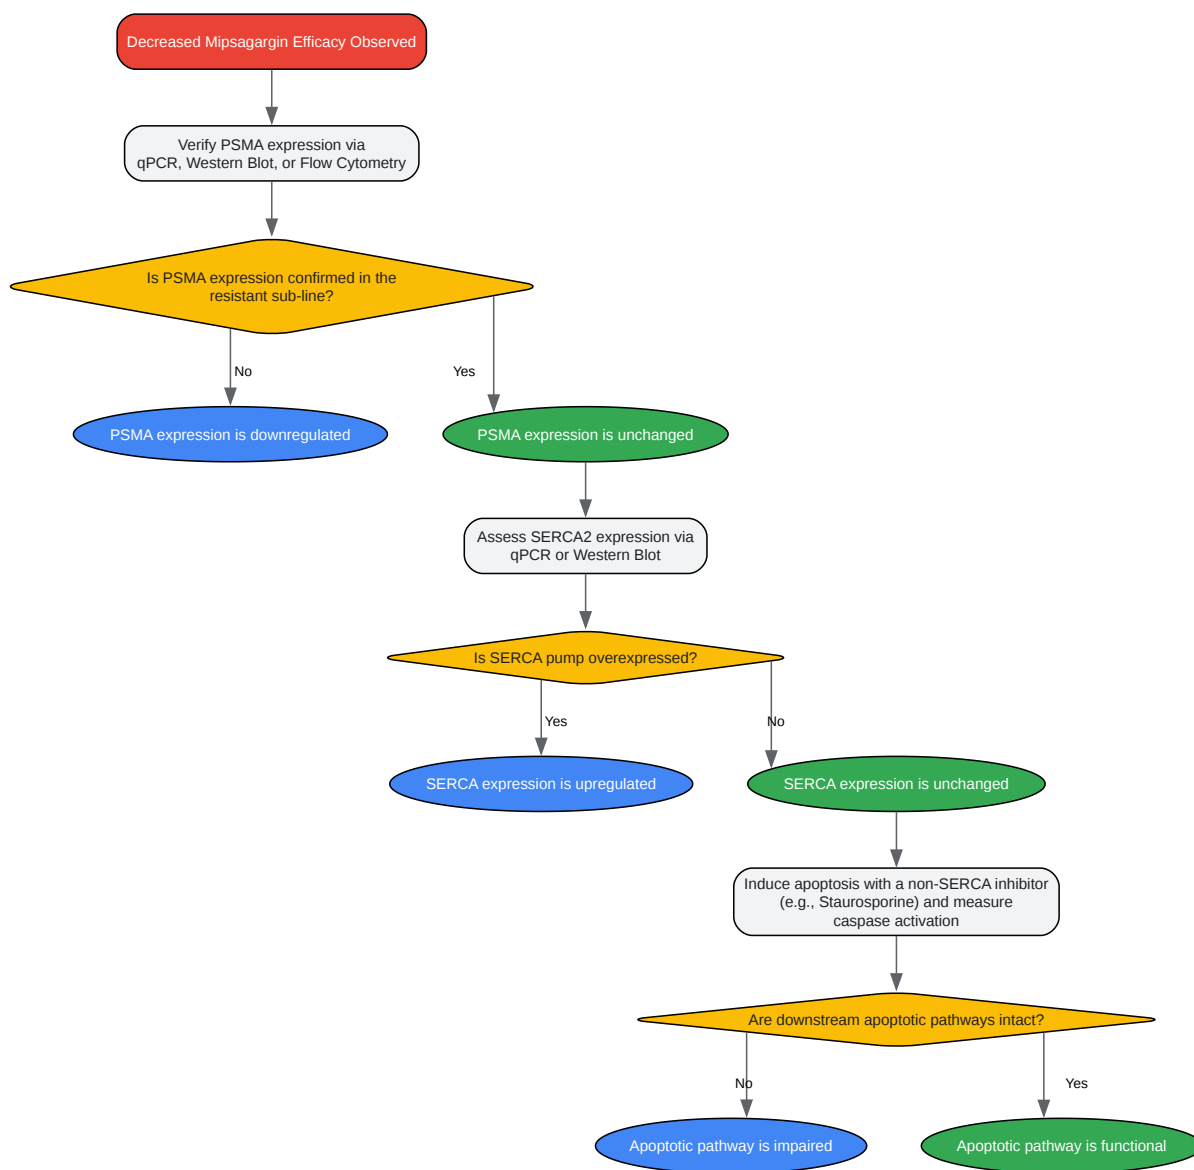 Decreased Mipsagargin Efficacy Observed
Verify PSMA expression via
qPCR, Western Blot, or Flow Cytometry
Is PSMA expression confirmed in the
resistant sub-line?
No
Yes
PSMA expression is downregulated
PSMA expression is unchanged
Assess SERCA2 expression via
qPCR or Western Blot
Is SERCA pump overexpressed?
Yes
No
SERCA expression is upregulated
SERCA expression is unchanged
Induce apoptosis with a non-SERCA inhibitor
(e.g., Staurosporine) and measure
caspase activation
Are downstream apoptotic pathways intact?
No
Yes
Apoptotic pathway is impaired
Apoptotic pathway is functional